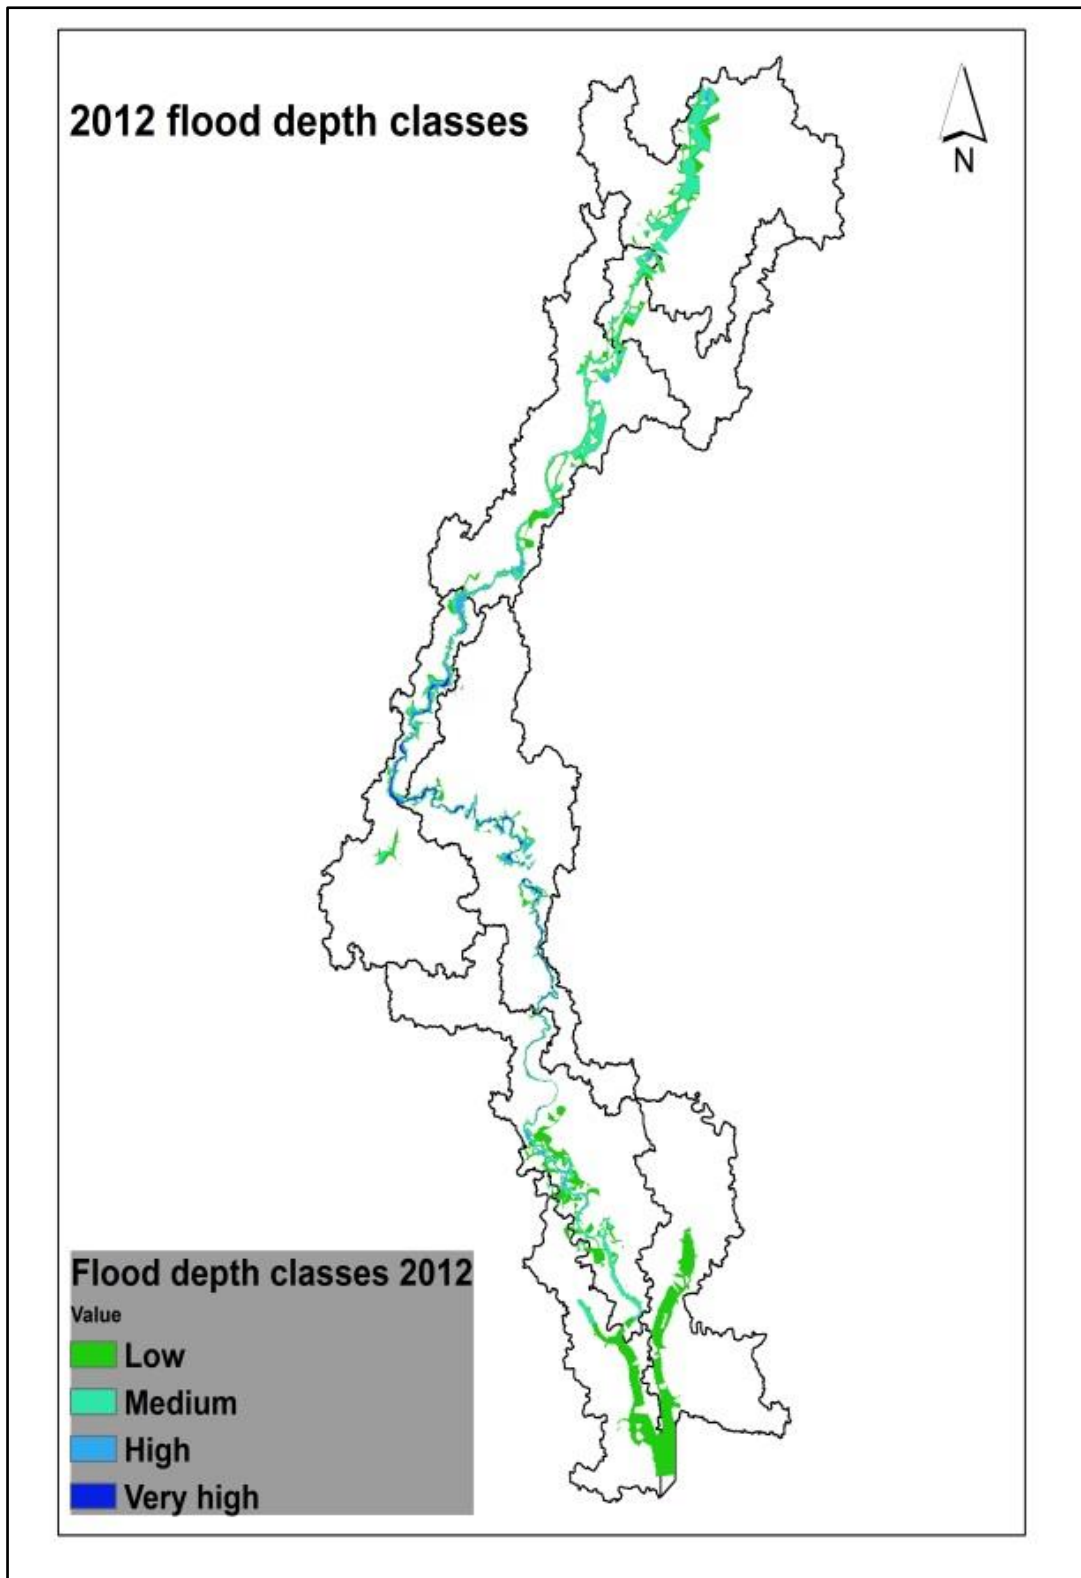 2012 flood depth classes
N
Flood depth classes 2012
Value
Low
Medium
High
Very high